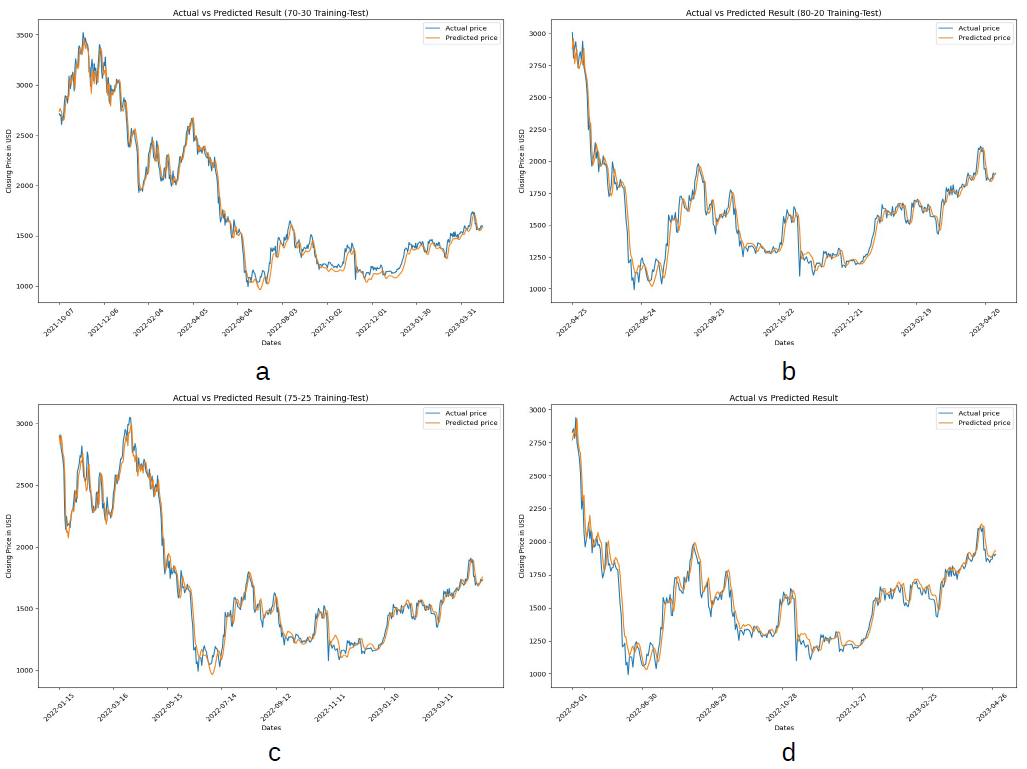 Actual vs Predicted Result (70-30 Training-Test)
Actual price
Predicted price
Closing Price in USD
3500
3000
2500
2000
1500
1000
2021-10-07
2021-12-06
2022-02-04
2022-04-05
2022-06-04
2022-08-03
2022-10-02
2022-12-01
2023-01-30
2023-03-31
Dates
a
Actual vs Predicted Result (80-20 Training-Test)
Actual price
Predicted price
Closing Price in USD
3000
2750
2500
2250
2000
1750
1500
1250
1000
2022-04-25
2022-06-24
2022-08-23
2022-10-22
2022-12-21
2023-02-19
2023-04-20
Dates
b
Actual vs Predicted Result (75-25 Training-Test)
Actual price
Predicted price
Closing Price in USD
3000
2500
2000
1500
1000
2022-01-15
2022-03-16
2022-05-15
2022-07-14
2022-09-12
2022-11-11
2023-01-10
2023-03-11
Dates
c
Actual vs Predicted Result
Actual price
Predicted price
Closing Price in USD
3000
2750
2500
2250
2000
1750
1500
1250
1000
2022-05-01
2022-06-30
2022-08-29
2022-10-28
2022-12-27
2023-02-25
2023-04-26
Dates
d